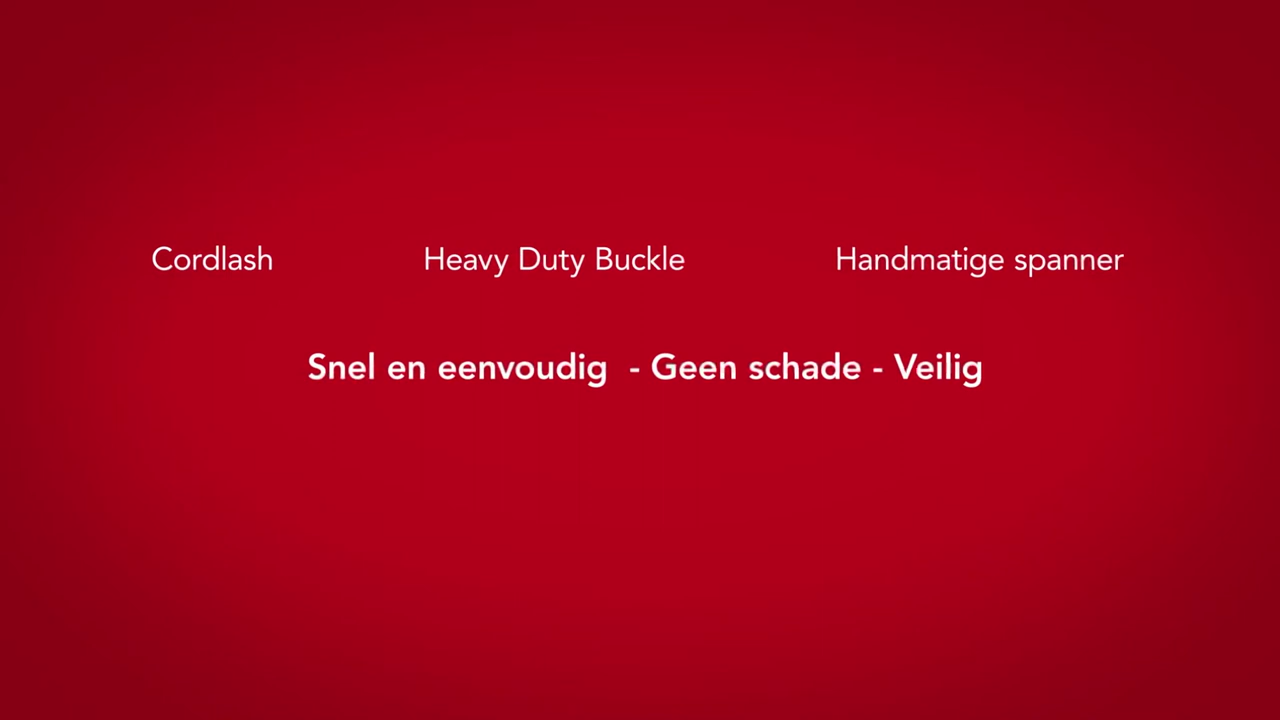 Cordlash Heavy Duty Buckle Handmatige spanner
Snel en eenvoudig - Geen schade - Veilig